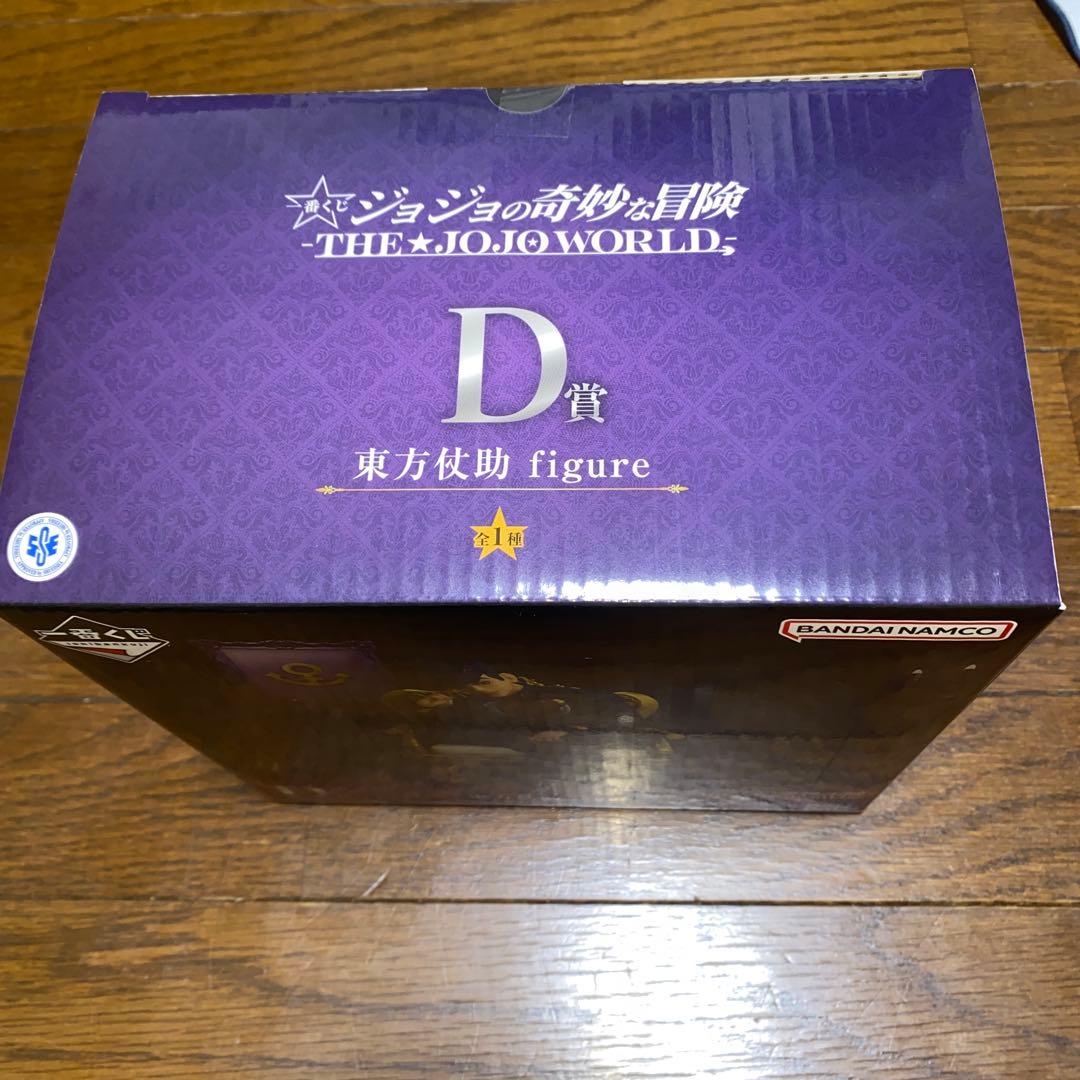 一番くじ ジョジョの奇妙な冒険
-THE★JOJO WORLD-
D賞
東方仗助 figure
全1種
一番くじ
BANDAI NAMCO